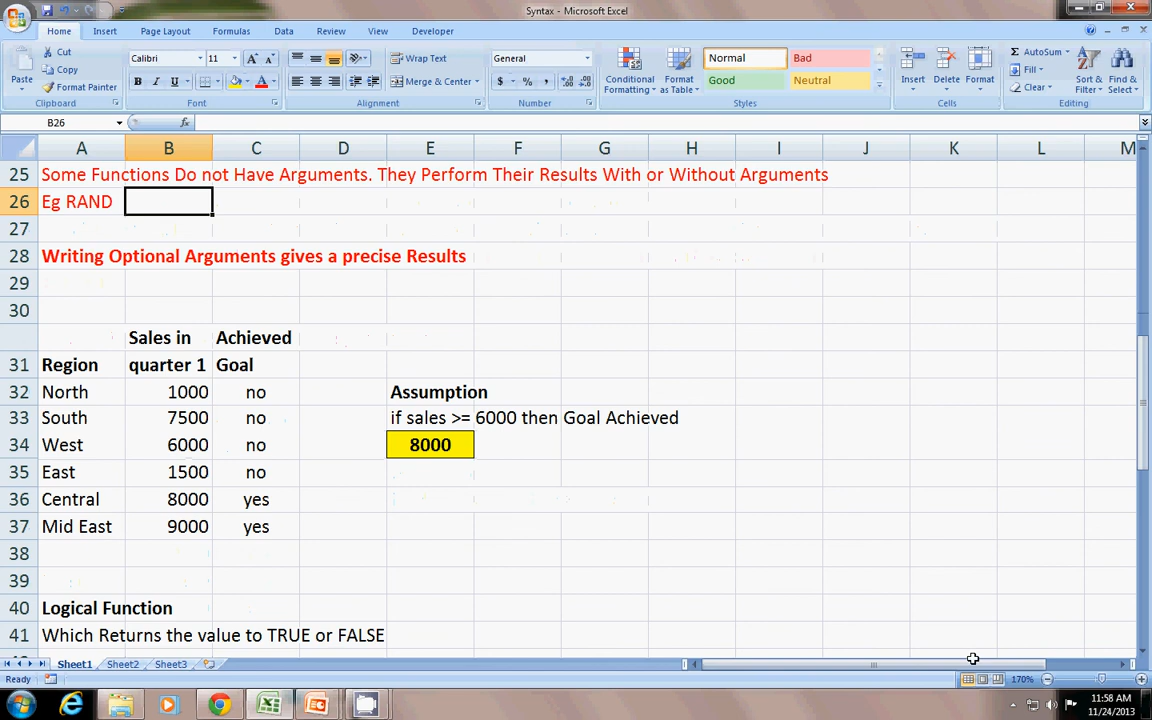 Syntax - Microsoft Excel
Home Insert Page Layout Formulas Data Review View Developer
Paste Cut Copy Format Painter Clipboard
Calibri 11 B I U A A A Font
Wrap Text Merge & Center Alignment
General $ % , Number
Conditional Formatting Format as Table Normal Bad Good Neutral Styles
Insert Delete Format Cells
AutoSum Fill Clear Sort & Filter Find & Select Editing
B26 fx
A B C D E F G H I J K L M
25 Some Functions Do not Have Arguments. They Perform Their Results With or Without Arguments
26 Eg RAND
27
28 Writing Optional Arguments gives a precise Results
29
30
Sales in Achieved
31 Region quarter 1 Goal
32 North 1000 no Assumption
33 South 7500 no if sales >= 6000 then Goal Achieved
34 West 6000 no 8000
35 East 1500 no
36 Central 8000 yes
37 Mid East 9000 yes
38
39
40 Logical Function
41 Which Returns the value to TRUE or FALSE
Sheet1 Sheet2 Sheet3
Ready 170%
11:58 AM
11/24/2013